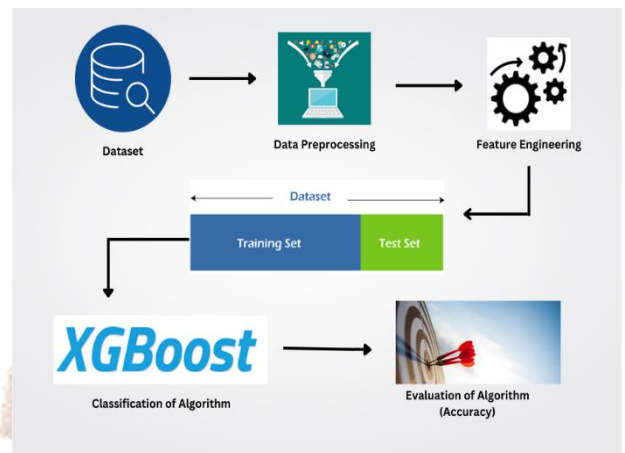 Dataset
Data Preprocessing
Feature Engineering
Dataset
Training Set
Test Set
XGBoost
Classification of Algorithm
Evaluation of Algorithm
(Accuracy)